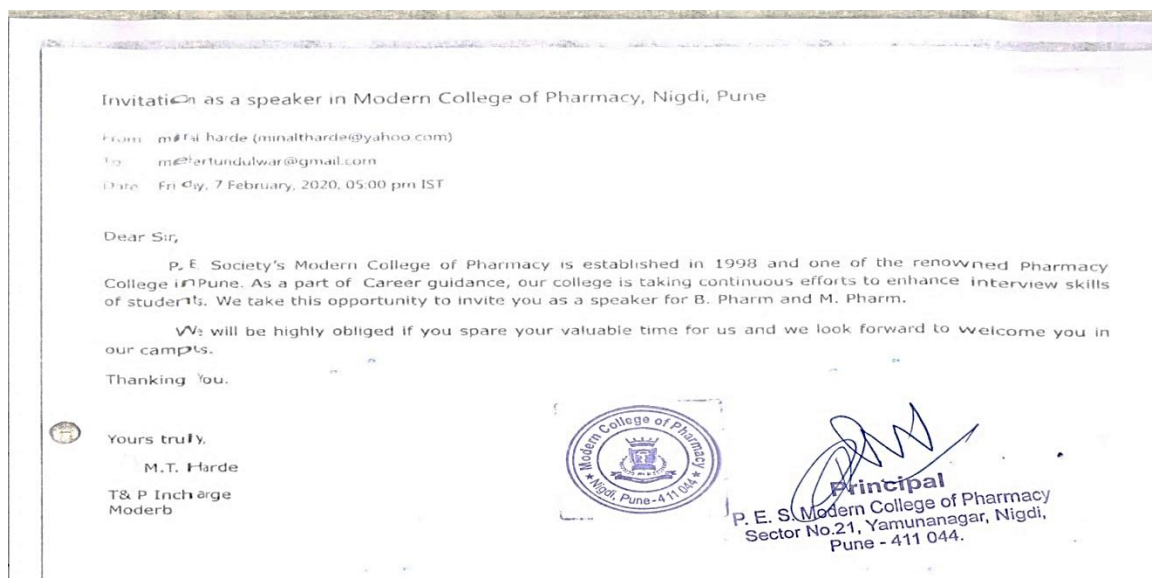 Invitation as a speaker in Modern College of Pharmacy, Nigdi, Pune
From minal harde (minaltharde@yahoo.com)
To: mehertundulwar@gmail.com
Date Friday, 7 February, 2020, 05:00 pm IST
Dear Sir,
P. E. Society's Modern College of Pharmacy is established in 1998 and one of the renowned Pharmacy
College in Pune. As a part of Career guidance, our college is taking continuous efforts to enhance interview skills
of students. We take this opportunity to invite you as a speaker for B. Pharm and M. Pharm.
We will be highly obliged if you spare your valuable time for us and we look forward to welcome you in
our campus.
Thanking You.
Yours truly,
M.T. Harde
T& P Incharge
Moderb
Modern College of Pharmacy
★ Nigdi, Pune-411 044 ★
Principal
P. E. S. Modern College of Pharmacy
Sector No.21, Yamunanagar, Nigdi,
Pune - 411 044.